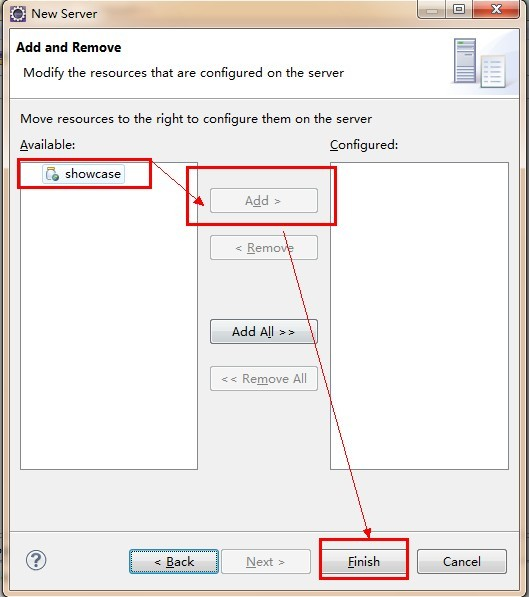 New Server
Add and Remove
Modify the resources that are configured on the server
Move resources to the right to configure them on the server
Available:
Configured:
showcase
Add >
< Remove
Add All >>
<< Remove All
?
< Back
Next >
Finish
Cancel